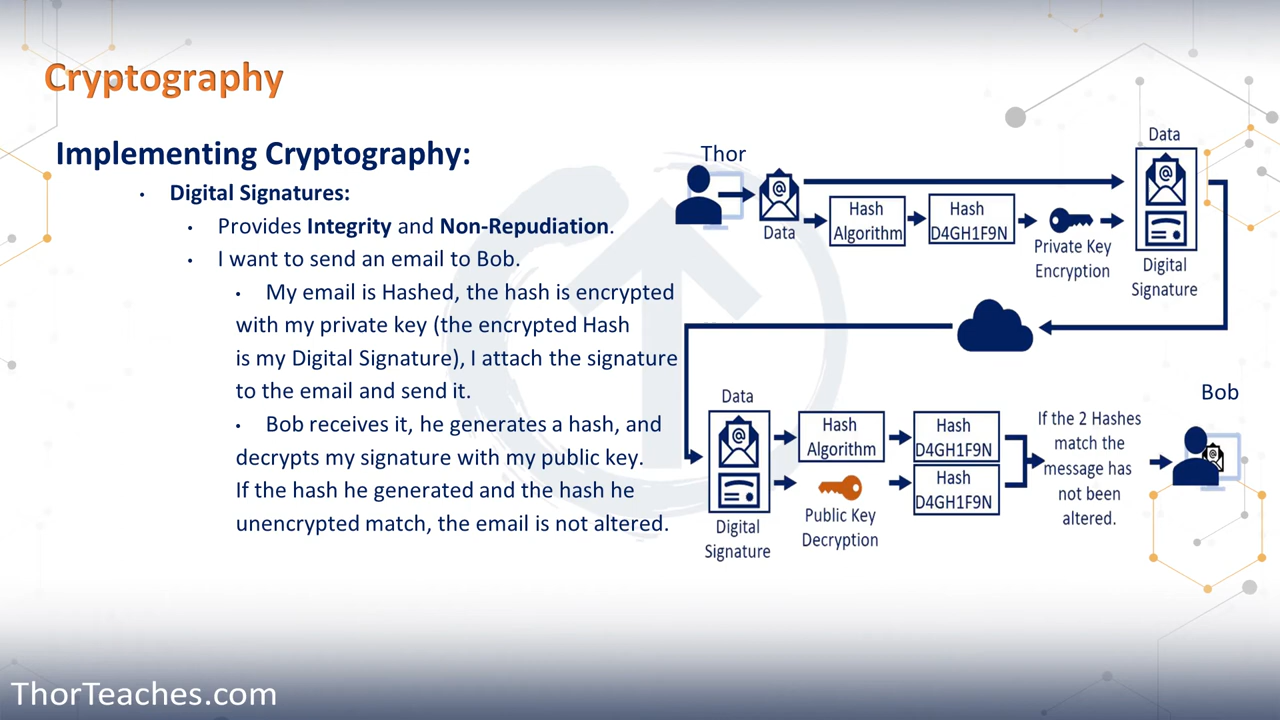 Cryptography
Implementing Cryptography:
• Digital Signatures:
• Provides Integrity and Non-Repudiation.
• I want to send an email to Bob.
• My email is Hashed, the hash is encrypted
with my private key (the encrypted Hash
is my Digital Signature), I attach the signature
to the email and send it.
• Bob receives it, he generates a hash, and
decrypts my signature with my public key.
If the hash he generated and the hash he
unencrypted match, the email is not altered.
Thor
Data
Hash
Algorithm
Hash
D4GH1F9N
Private Key
Encryption
Data
Digital
Signature
Data
Digital
Signature
Hash
Algorithm
Public Key
Decryption
Hash
D4GH1F9N
Hash
D4GH1F9N
If the 2 Hashes
match the
message has
not been
altered.
Bob
ThorTeaches.com